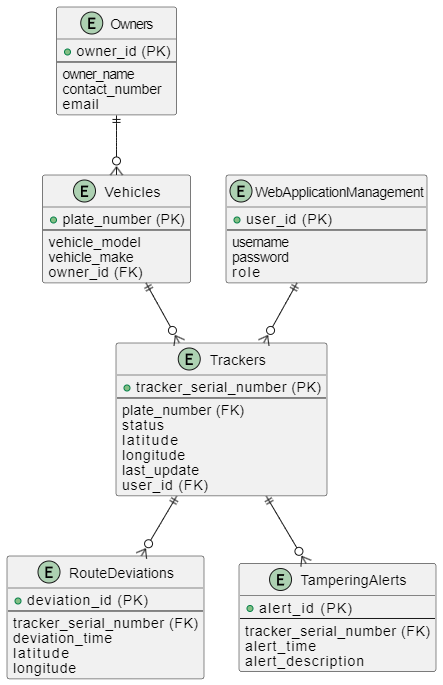 E Owners
owner_id (PK)
owner_name
contact_number
email
E Vehicles
plate_number (PK)
vehicle_model
vehicle_make
owner_id (FK)
E WebApplicationManagement
user_id (PK)
username
password
role
E Trackers
tracker_serial_number (PK)
plate_number (FK)
status
latitude
longitude
last_update
user_id (FK)
E RouteDeviations
deviation_id (PK)
tracker_serial_number (FK)
deviation_time
latitude
longitude
E TamperingAlerts
alert_id (PK)
tracker_serial_number (FK)
alert_time
alert_description